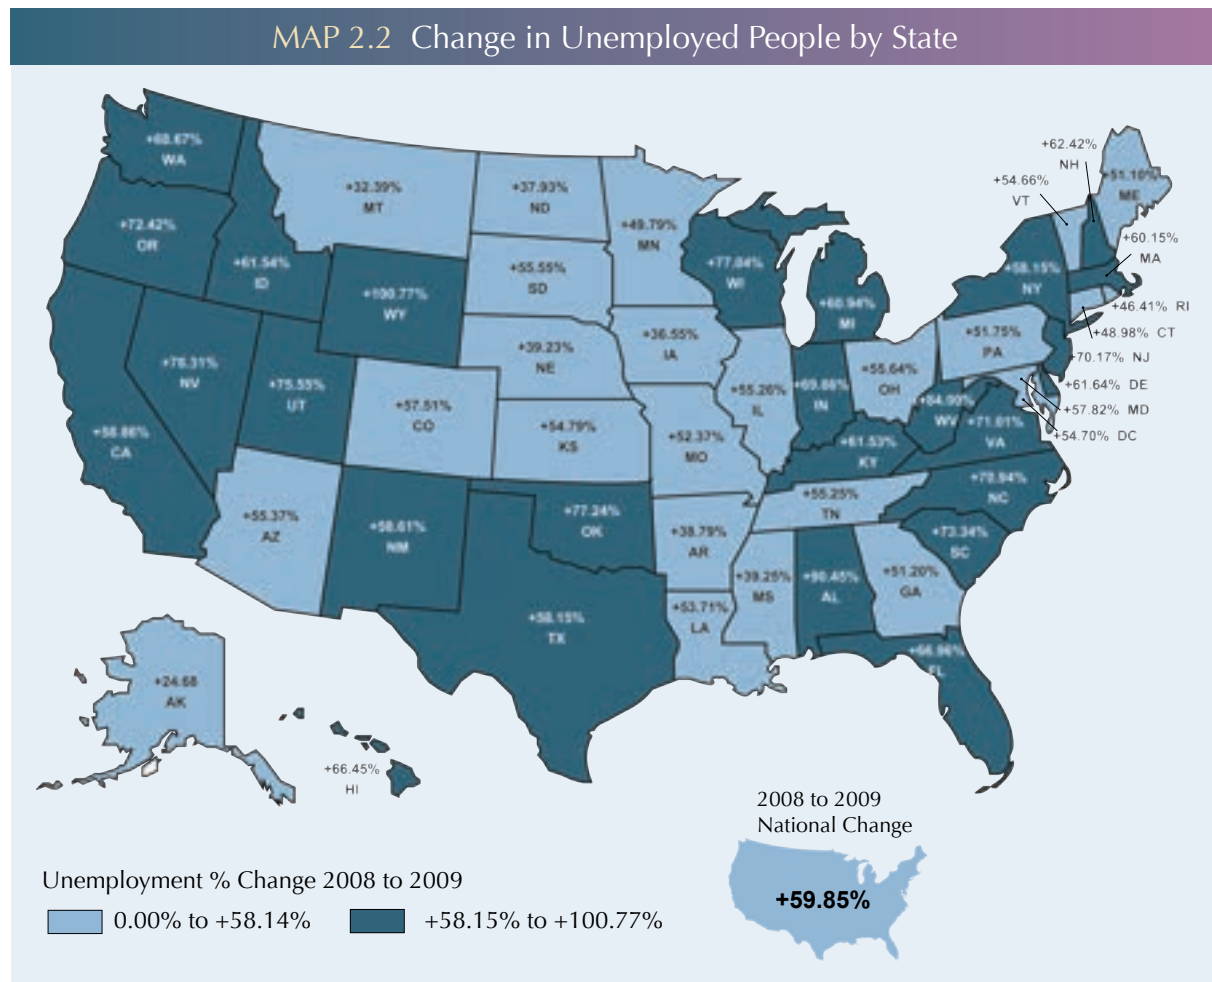 MAP 2.2 Change in Unemployed People by State
+68.67%
WA
+72.42%
OR
+61.54%
ID
+32.39%
MT
+37.93%
ND
+49.79%
MN
+55.55%
SD
+100.77%
WY
+77.04%
WI
+60.94%
MI
+62.42%
NH
+54.66%
VT
+51.10%
ME
+60.15%
MA
+58.15%
NY
+46.41% RI
+48.98% CT
+70.17% NJ
+61.64% DE
+57.82% MD
+54.70% DC
+51.75%
PA
+36.55%
IA
+39.23%
NE
NV
+75.55%
UT
+57.51%
CO
+54.79%
KS
+52.37%
MO
+55.26%
IL
IN
+55.64%
OH
WV
+71.01%
VA
+61.53%
KY
CA
+55.37%
AZ
+58.61%
NM
+77.24%
OK
+38.79%
AR
+55.25%
TN
+70.94%
NC
+73.34%
SC
+51.20%
GA
+90.45%
AL
+39.25%
MS
+53.71%
LA
+58.15%
TX
+66.96%
FL
+24.68
AK
+66.45%
HI
2008 to 2009
National Change
+59.85%
Unemployment % Change 2008 to 2009
0.00% to +58.14%
+58.15% to +100.77%